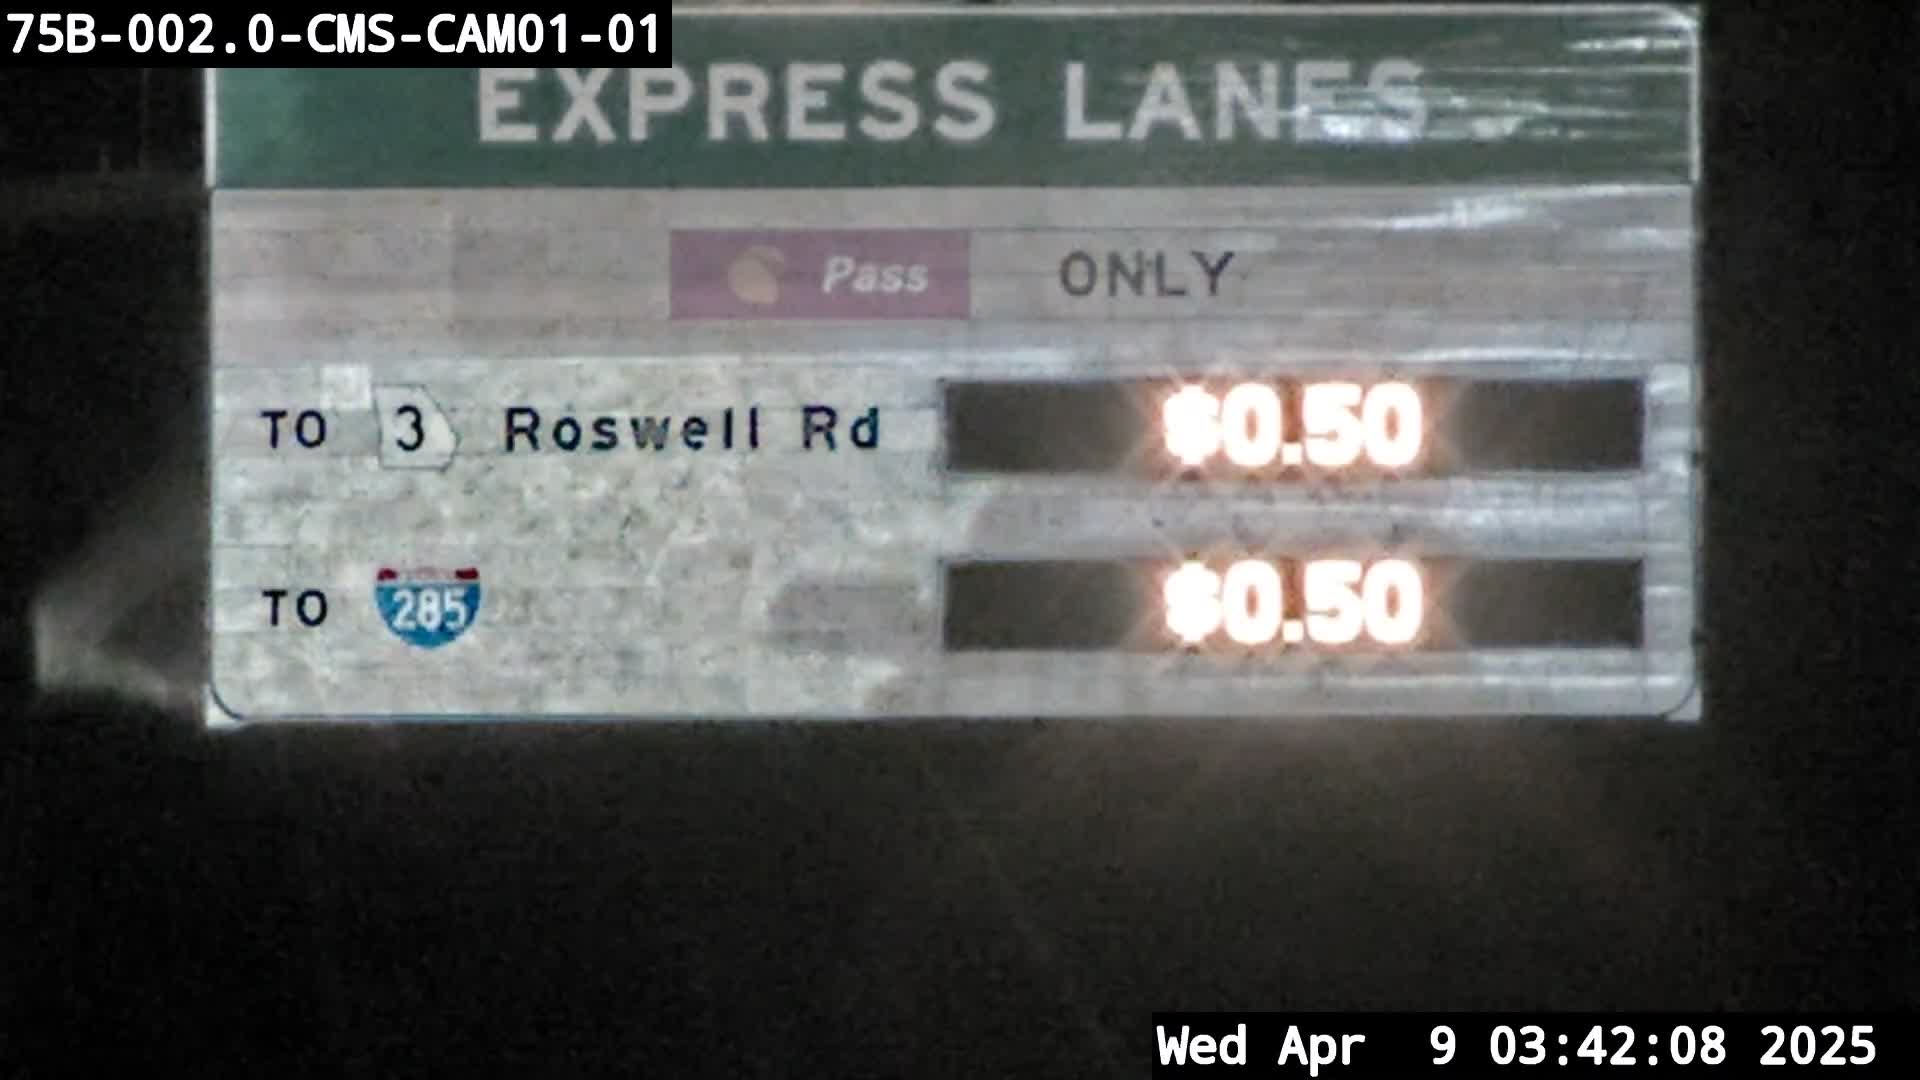 75B-002.0-CMS-CAM01-01
EXPRESS LANES
Pass ONLY
TO 3 Roswell Rd $0.50
TO 285 $0.50
Wed Apr 9 03:42:08 2025